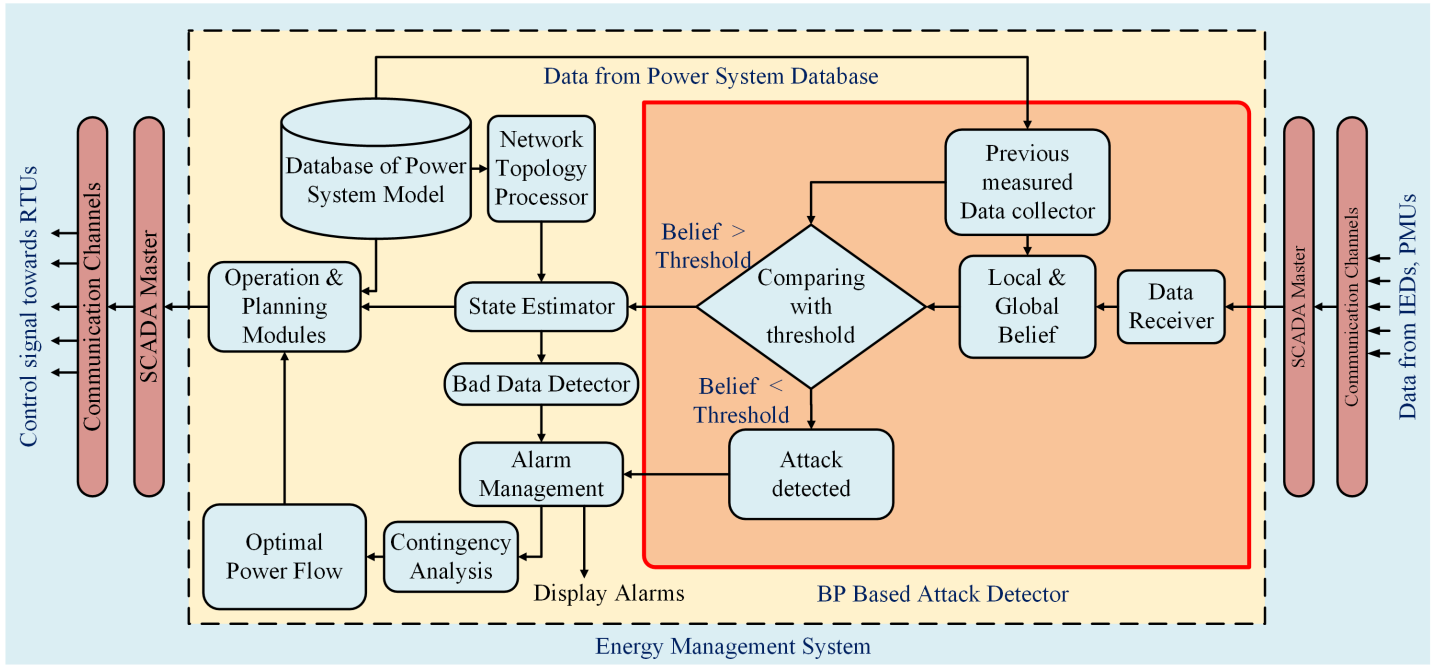 Data from Power System Database
Database of Power
System Model
Network
Topology
Processor
Previous
measured
Data collector
Belief >
Threshold
Comparing
with
threshold
Local &
Global
Belief
Data
Receiver
SCADA Master
Communication Channels
Data from IEDs, PMUs
Control signal towards RTUs
Communication Channels
SCADA Master
Operation &
Planning
Modules
State Estimator
Bad Data Detector
Belief <
Threshold
Alarm
Management
Attack
detected
Optimal
Power Flow
Contingency
Analysis
Display Alarms
BP Based Attack Detector
Energy Management System